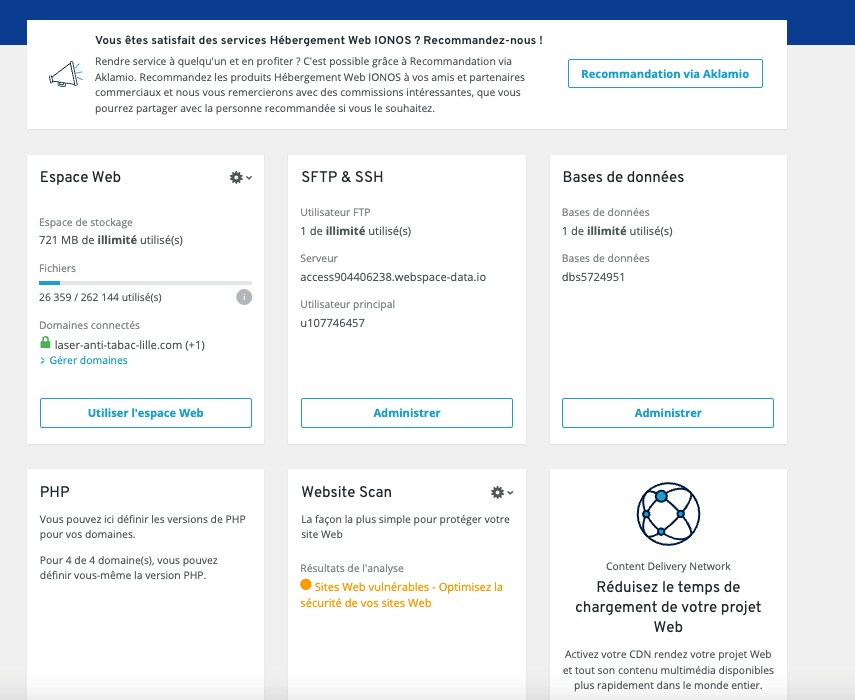 Vous êtes satisfait des services Hébergement Web IONOS ? Recommandez-nous !
Rendre service à quelqu'un et en profiter ? C'est possible grâce à Recommandation via
Aklamio. Recommandez les produits Hébergement Web IONOS à vos amis et partenaires
commerciaux et nous vous remercierons avec des commissions intéressantes, que vous
pourrez partager avec la personne recommandée si vous le souhaitez.
Recommandation via Aklamio
Espace Web
Espace de stockage
721 MB de illimité utilisé(s)
Fichiers
26 359 / 262 144 utilisé(s)
i
Domaines connectés
laser-anti-tabac-lille.com (+1)
> Gérer domaines
Utiliser l'espace Web
SFTP & SSH
Utilisateur FTP
1 de illimité utilisé(s)
Serveur
access904406238.webspace-data.io
Utilisateur principal
u107746457
Administrer
Bases de données
Bases de données
1 de illimité utilisé(s)
Bases de données
dbs5724951
Administrer
PHP
Vous pouvez ici définir les versions de PHP
pour vos domaines.
Pour 4 de 4 domaine(s), vous pouvez
définir vous-même la version PHP.
Website Scan
La façon la plus simple pour protéger votre
site Web
Résultats de l'analyse
Sites Web vulnérables - Optimisez la
sécurité de vos sites Web
Content Delivery Network
Réduisez le temps de
chargement de votre projet
Web
Activez votre CDN rendez votre projet Web
et tout son contenu multimédia disponibles
plus rapidement dans le monde entier.